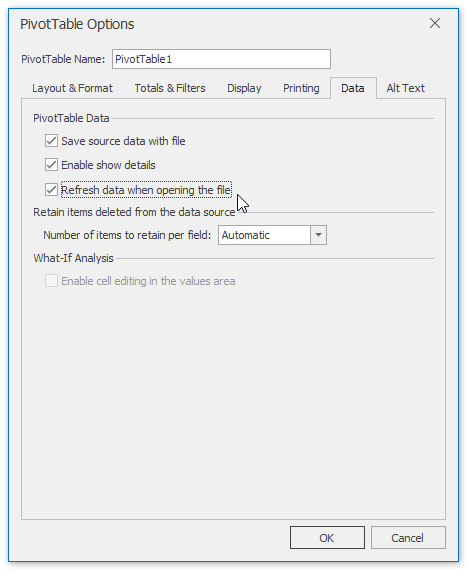 PivotTable Options
PivotTable Name: PivotTable1
Layout & Format Totals & Filters Display Printing Data Alt Text
PivotTable Data
Save source data with file
Enable show details
Refresh data when opening the file
Retain items deleted from the data source
Number of items to retain per field: Automatic
What-If Analysis
Enable cell editing in the values area
OK Cancel